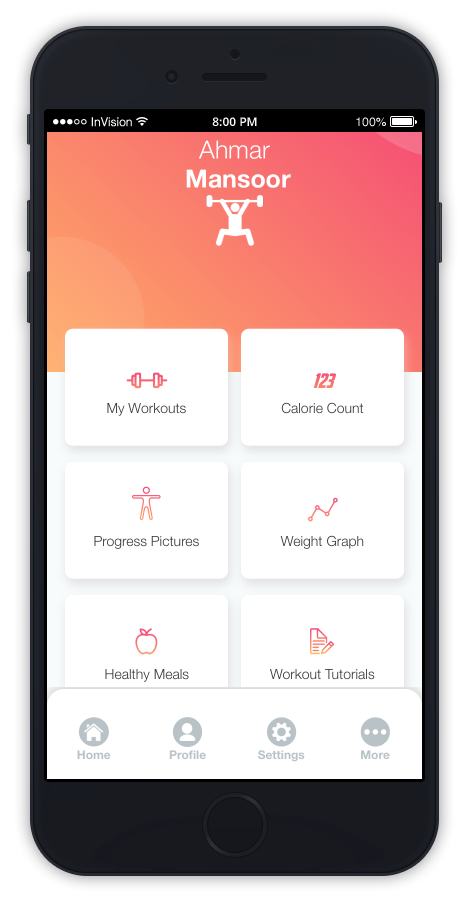 InVision 8:00 PM 100%
Ahmar
Mansoor
123
My Workouts Calorie Count
Progress Pictures Weight Graph
Healthy Meals Workout Tutorials
Home Profile Settings More